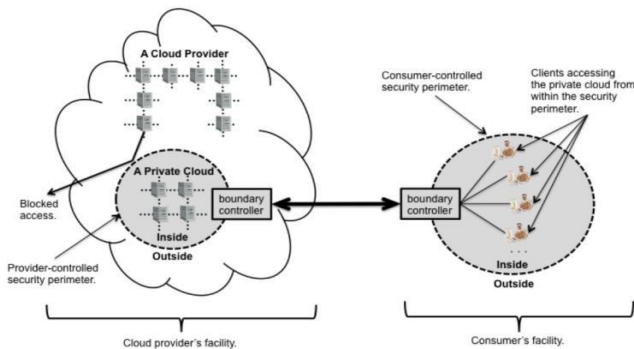 A Cloud Provider
Consumer-controlled
security perimeter.
Clients accessing
the private cloud from
within the security
perimeter.
A Private Cloud
boundary
controller
boundary
controller
Blocked
access.
Inside
Outside
Provider-controlled
security perimeter.
Inside
Outside
. . .
Cloud provider's facility.
Consumer's facility.